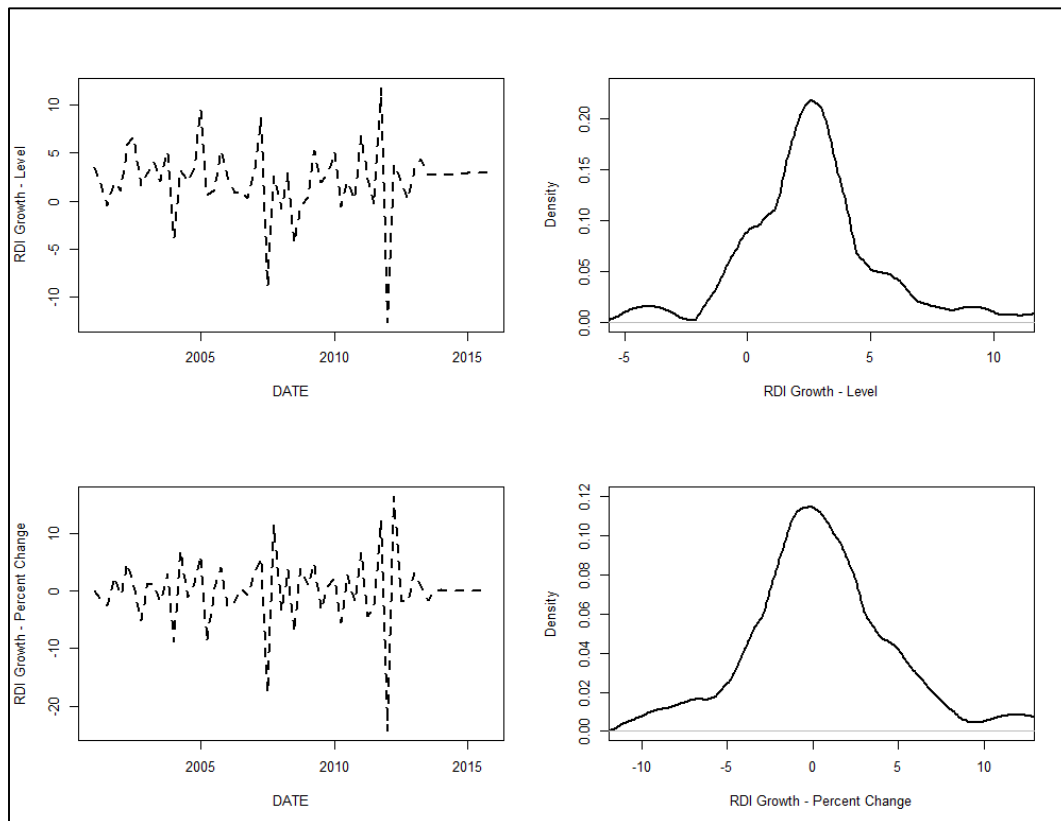 RDI Growth - Level
10
5
0
-5
-10
2005 2010 2015
DATE
Density
0.20
0.15
0.10
0.05
0.00
-5 0 5 10
RDI Growth - Level
RDI Growth - Percent Change
10
0
-10
-20
2005 2010 2015
DATE
Density
0.12
0.10
0.08
0.06
0.04
0.02
0.00
-10 -5 0 5 10
RDI Growth - Percent Change